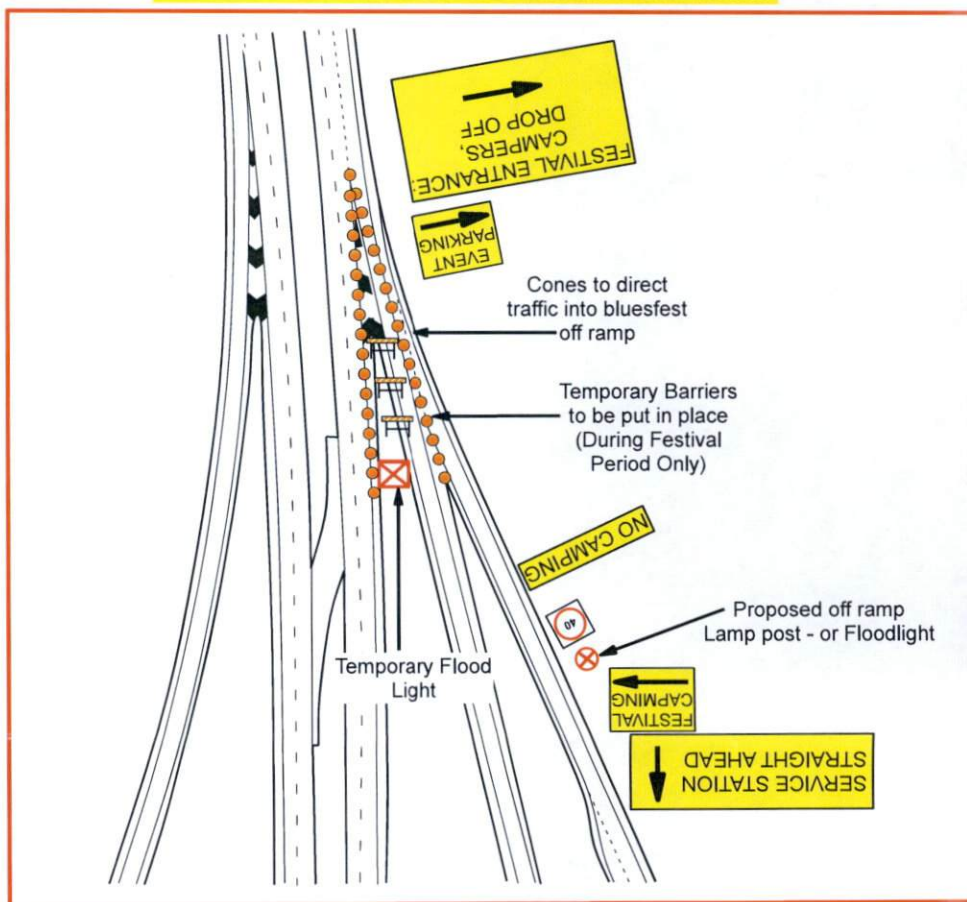 FESTIVAL ENTRANCE:
CAMPERS,
DROP OFF
EVENT
PARKING
Cones to direct
traffic into bluesfest
off ramp
Temporary Barriers
to be put in place
(During Festival
Period Only)
NO CAMPING
40
Proposed off ramp
Lamp post - or Floodlight
Temporary Flood
Light
FESTIVAL
CAPMING
SERVICE STATION
STRAIGHT AHEAD